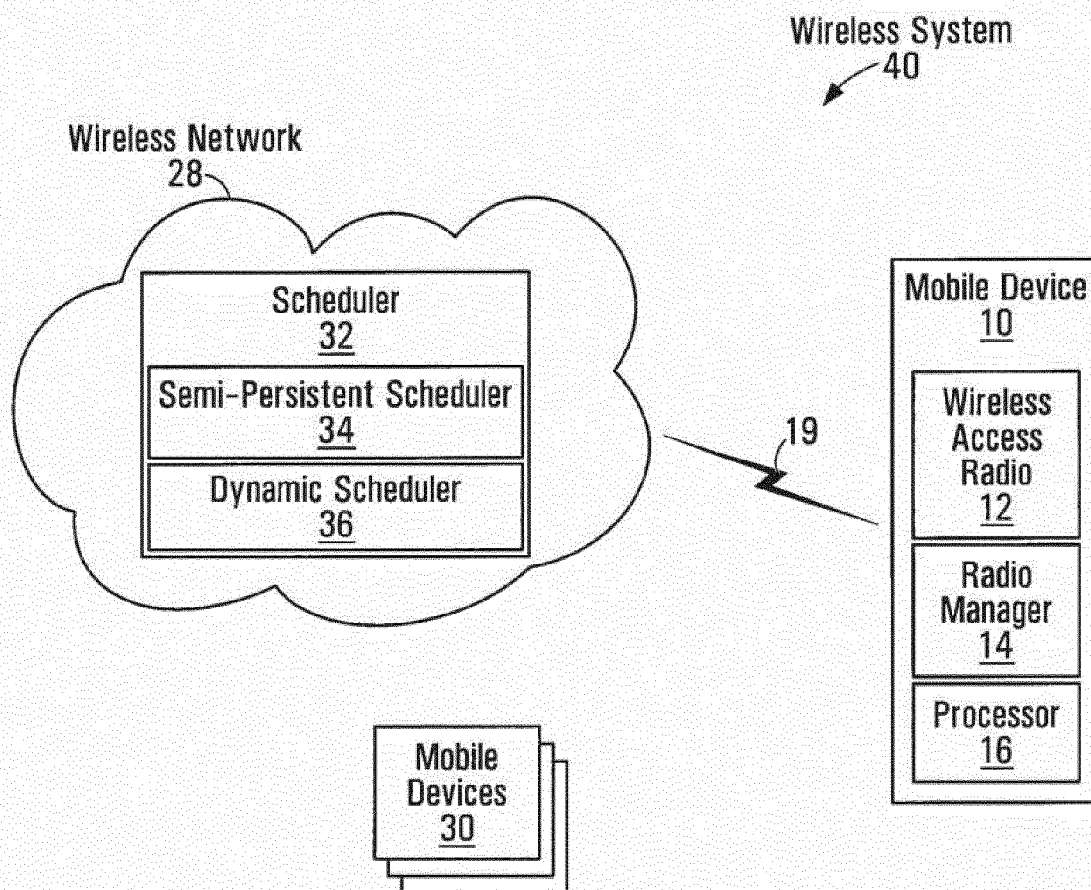 Wireless System
40
Wireless Network
28
Scheduler
32
Semi-Persistent Scheduler
34
Dynamic Scheduler
36
19
Mobile Device
10
Wireless
Access
Radio
12
Radio
Manager
14
Processor
16
Mobile
Devices
30